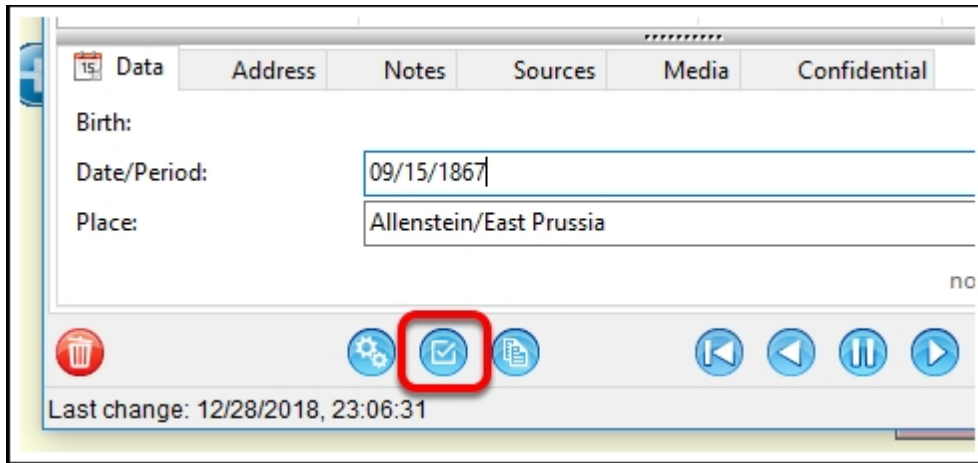 15 Data Address Notes Sources Media Confidential
Birth:
Date/Period: 09/15/1867
Place: Allenstein/East Prussia
Last change: 12/28/2018, 23:06:31